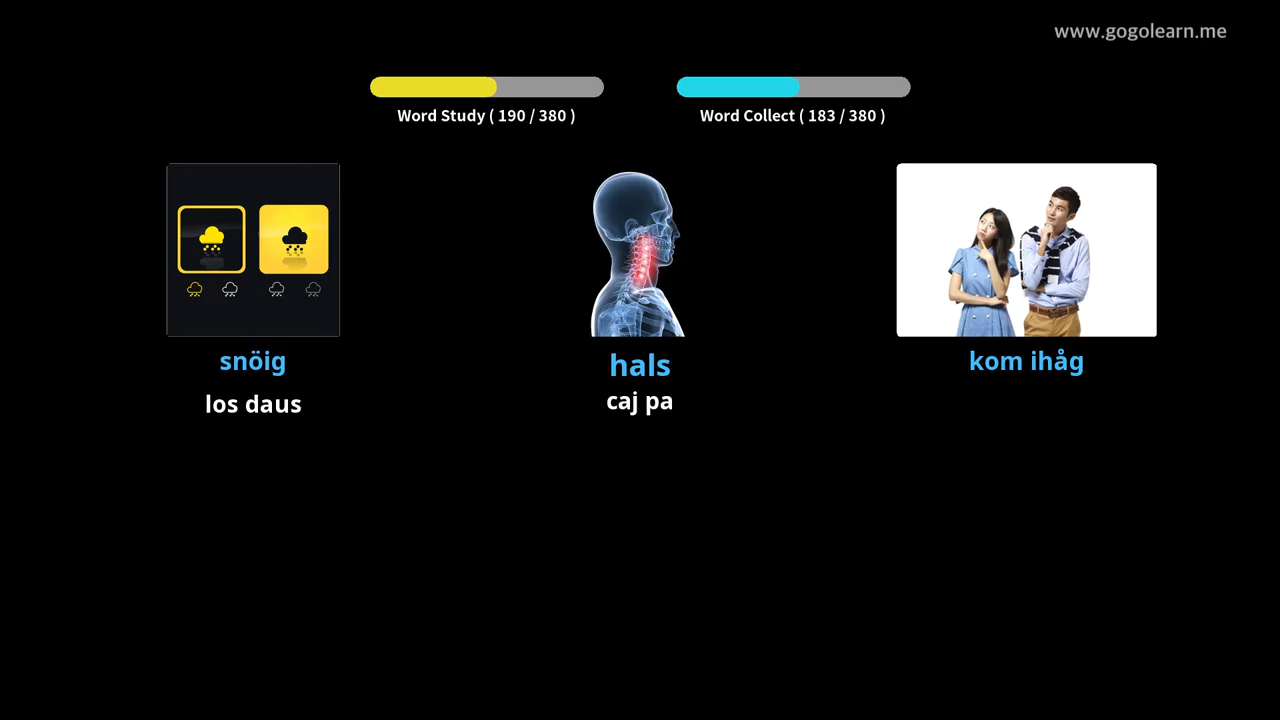 www.gogolearn.me
Word Study ( 190 / 380 )
Word Collect ( 183 / 380 )
snöig
los daus
hals
caj pa
kom ihåg